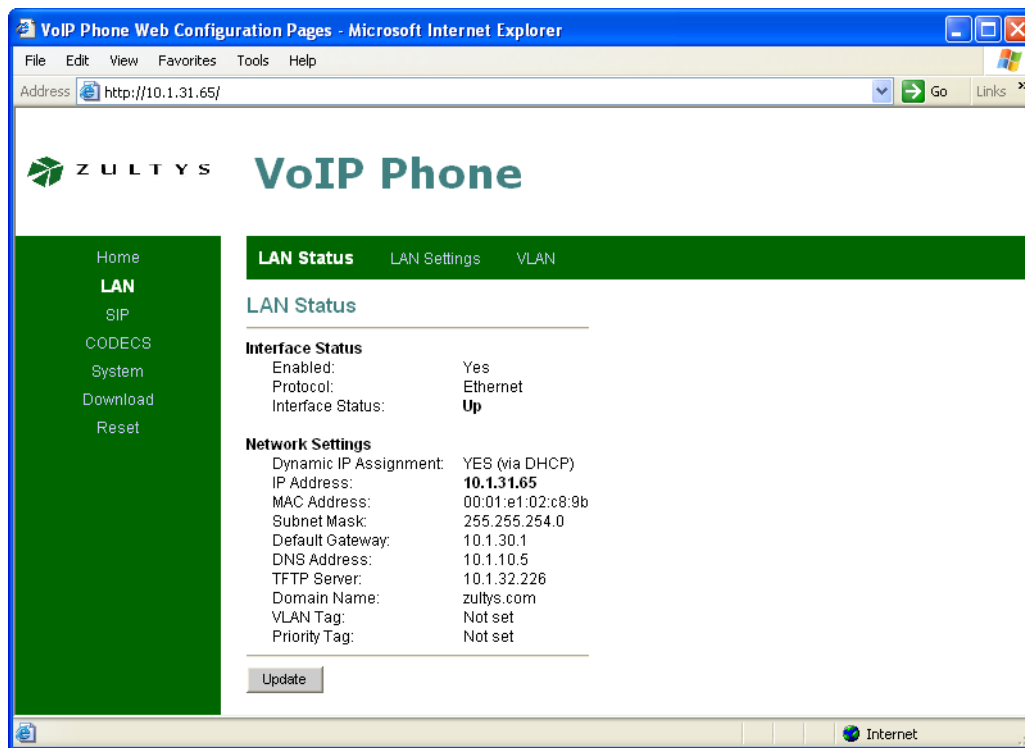 VoIP Phone Web Configuration Pages - Microsoft Internet Explorer
File Edit View Favorites Tools Help
Address http://10.1.31.65/ Go Links »
ZULTYS VoIP Phone
Home
LAN
SIP
CODECS
System
Download
Reset
LAN Status LAN Settings VLAN
LAN Status
Interface Status
Enabled: Yes
Protocol: Ethernet
Interface Status: Up
Network Settings
Dynamic IP Assignment: YES (via DHCP)
IP Address: 10.1.31.65
MAC Address: 00:01:e1:02:c8:9b
Subnet Mask: 255.255.254.0
Default Gateway: 10.1.30.1
DNS Address: 10.1.10.5
TFTP Server: 10.1.32.226
Domain Name: zultys.com
VLAN Tag: Not set
Priority Tag: Not set
Update
Internet